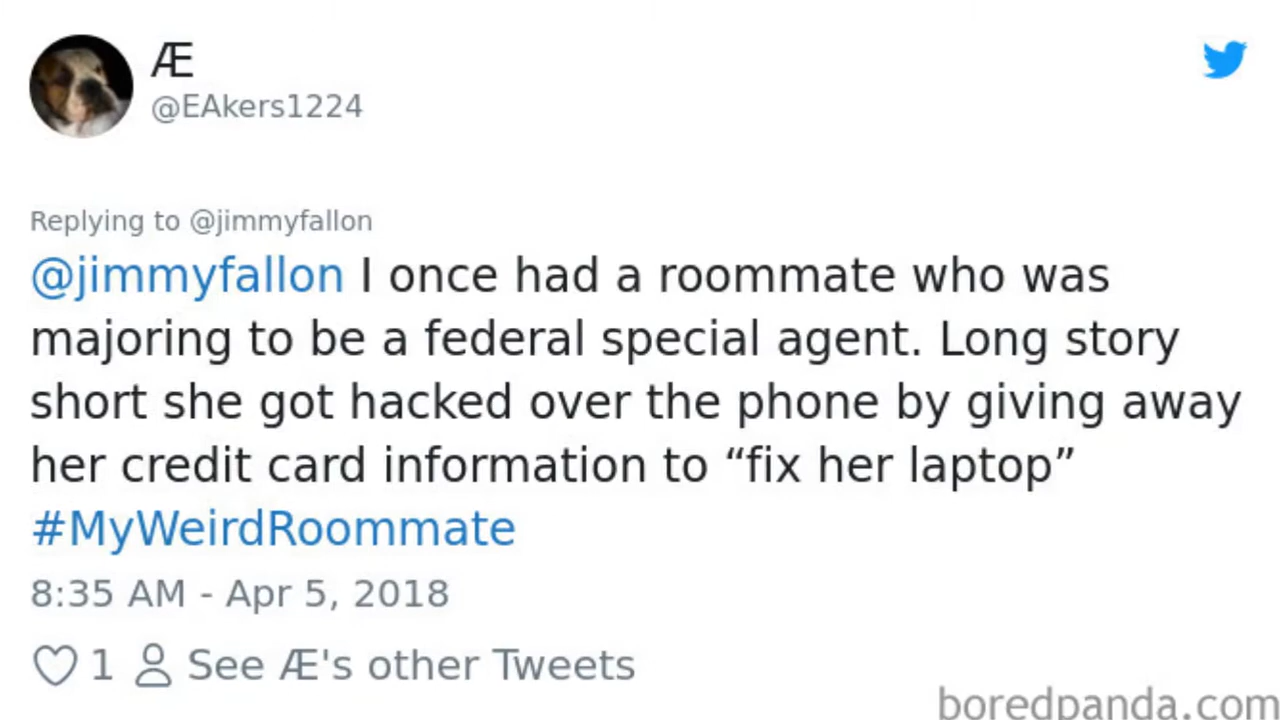 Æ
@EAkers1224
Replying to @jimmyfallon
@jimmyfallon I once had a roommate who was
majoring to be a federal special agent. Long story
short she got hacked over the phone by giving away
her credit card information to “fix her laptop”
#MyWeirdRoommate
8:35 AM - Apr 5, 2018
1 See Æ's other Tweets
boredpanda.com